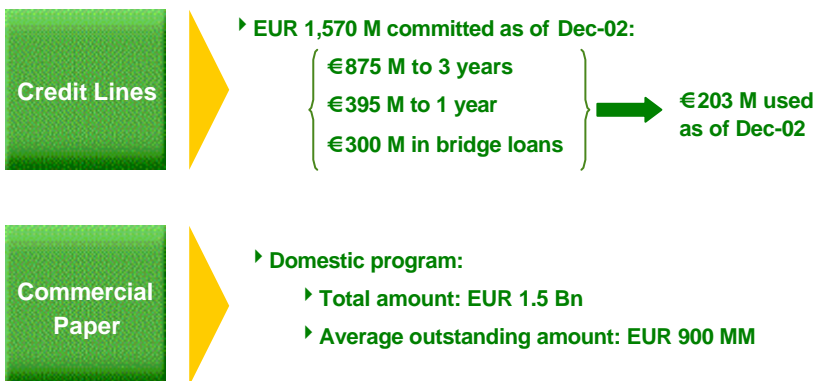 Credit Lines
EUR 1,570 M committed as of Dec-02:
€875 M to 3 years
€395 M to 1 year
€300 M in bridge loans
€203 M used
as of Dec-02
Commercial
Paper
Domestic program:
Total amount: EUR 1.5 Bn
Average outstanding amount: EUR 900 MM